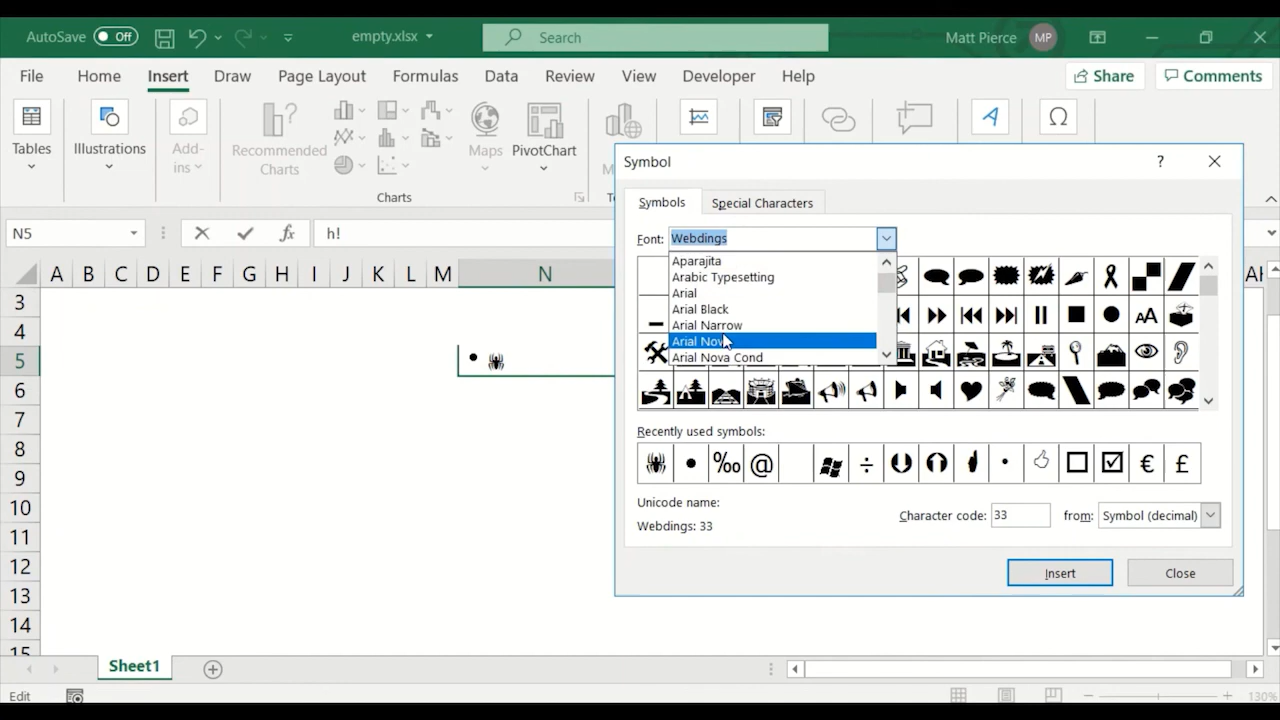 AutoSave Off empty.xlsx Search Matt Pierce MP
File Home Insert Draw Page Layout Formulas Data Review View Developer Help Share Comments
Tables Illustrations Add-
ins Recommended
Charts Maps PivotChart
Charts
Symbol ?
Symbols Special Characters
N5 fx h!
Font: Webdings
Aparajita
Arabic Typesetting
Arial
Arial Black
Arial Narrow
Arial Nova Cond
A B C D E F G H I J K L M N
3
4
5
6
7
8
9
10
11
12
13
14
15
Recently used symbols:
• ‰ @ ÷ € £
Unicode name:
Webdings: 33
Character code: 33 from: Symbol (decimal)
Insert Close
Sheet1
Edit 130%